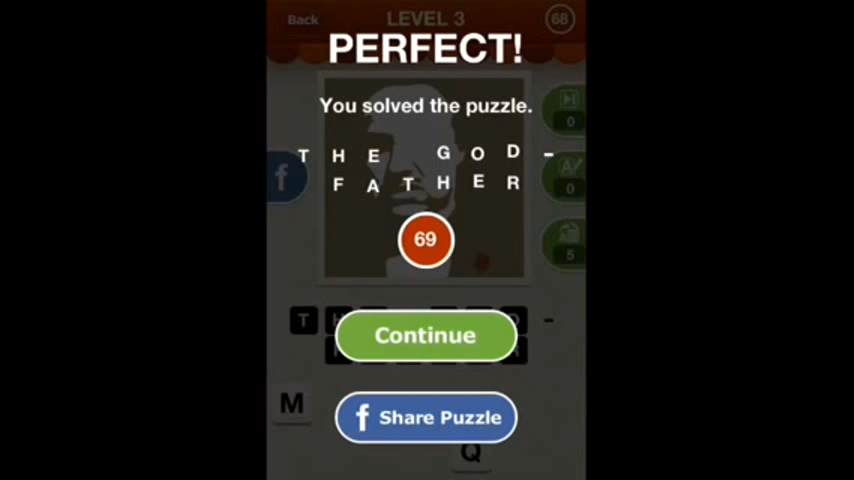 Back LEVEL 3 68
PERFECT!
You solved the puzzle.
0
THE GOD-
f A 0
FATHER
69
5
T H D -
Continue
F R
M
f Share Puzzle
Q